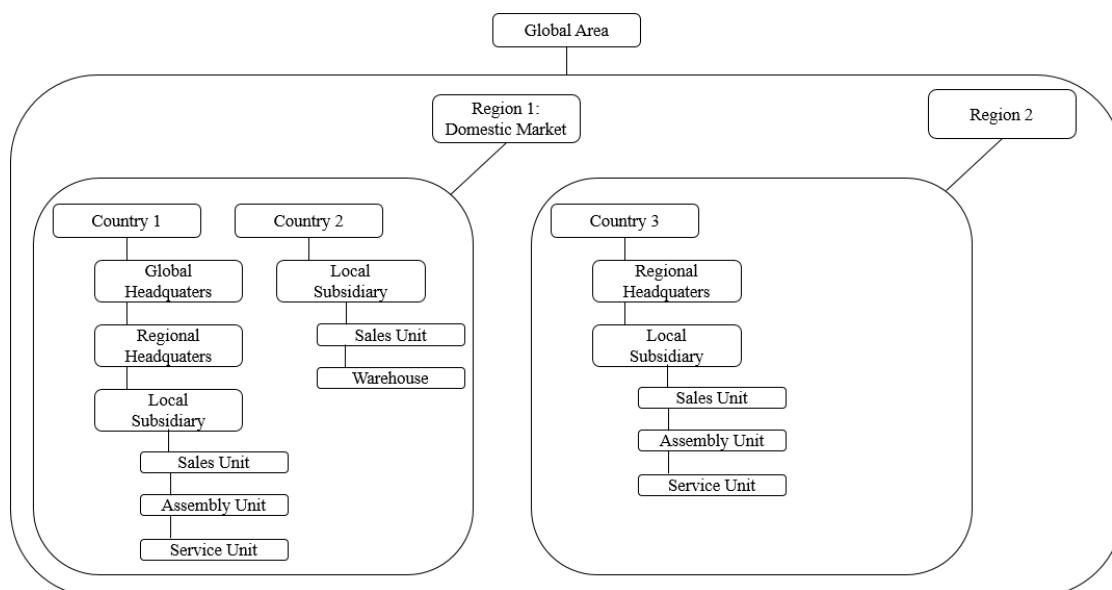 Global Area
Region 1:
Domestic Market
Region 2
Country 1
Country 2
Country 3
Global
Headquaters
Local
Subsidiary
Regional
Headquaters
Regional
Headquaters
Sales Unit
Local
Subsidiary
Warehouse
Local
Subsidiary
Sales Unit
Sales Unit
Assembly Unit
Assembly Unit
Service Unit
Service Unit